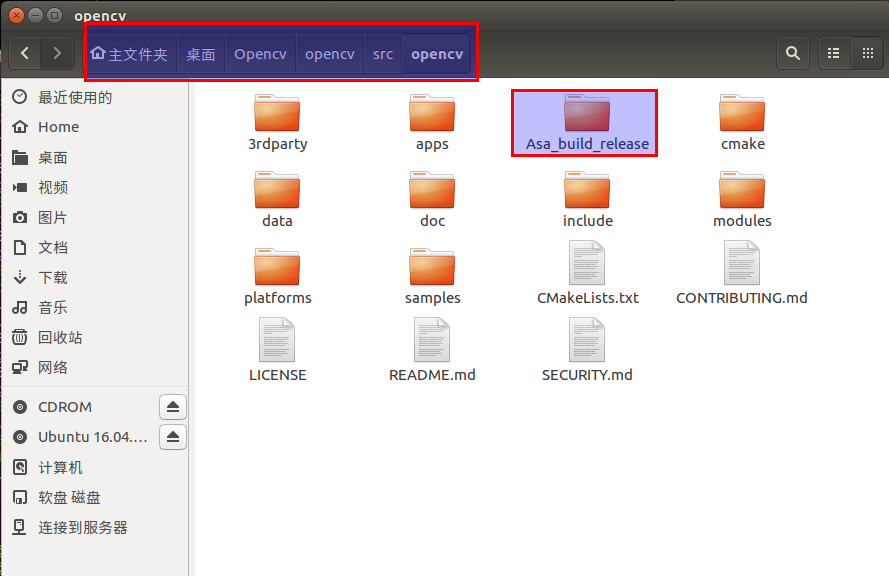 opencv
主文件夹 桌面 Opencv opencv src opencv
最近使用的
Home
桌面
视频
图片
文档
下载
音乐
回收站
网络
CDROM
Ubuntu 16.04....
计算机
软盘 磁盘
连接到服务器
3rdparty apps Asa_build_release cmake
data doc include modules
platforms samples CMakeLists.txt CONTRIBUTING.md
LICENSE README.md SECURITY.md